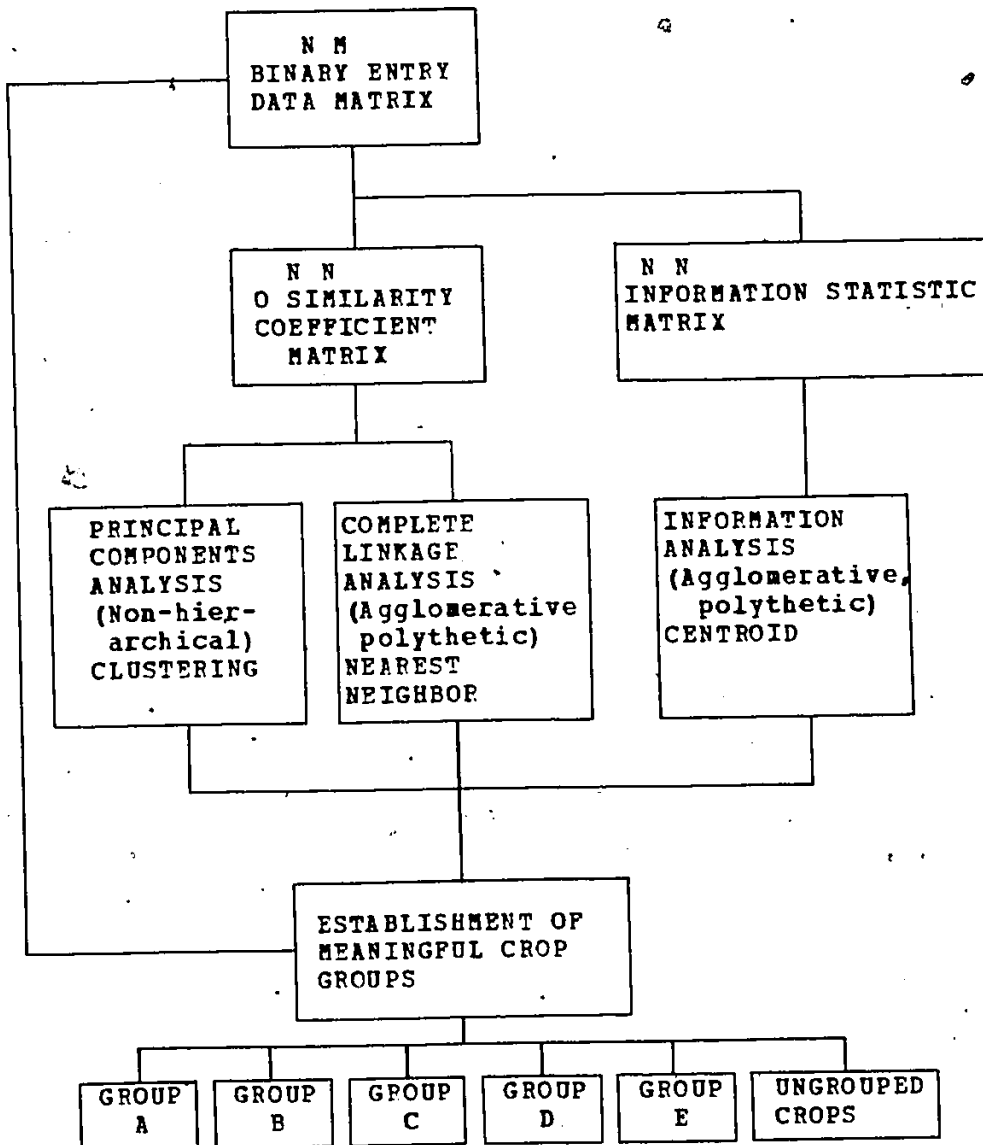 N M
BINARY ENTRY
DATA MATRIX
N N
O SIMILARITY
COEFFICIENT
MATRIX
N N
INFORMATION STATISTIC
MATRIX
PRINCIPAL
COMPONENTS
ANALYSIS
(Non-hier-
archical)
CLUSTERING
COMPLETE
LINKAGE
ANALYSIS
(Agglomerative
polythetic)
NEAREST
NEIGHBOR
INFORMATION
ANALYSIS
(Agglomerative,
polythetic)
CENTROID
ESTABLISHMENT OF
MEANINGFUL CROP
GROUPS
GROUP
A
GROUP
B
GROUP
C
GROUP
D
GROUP
E
UNGROUPED
CROPS